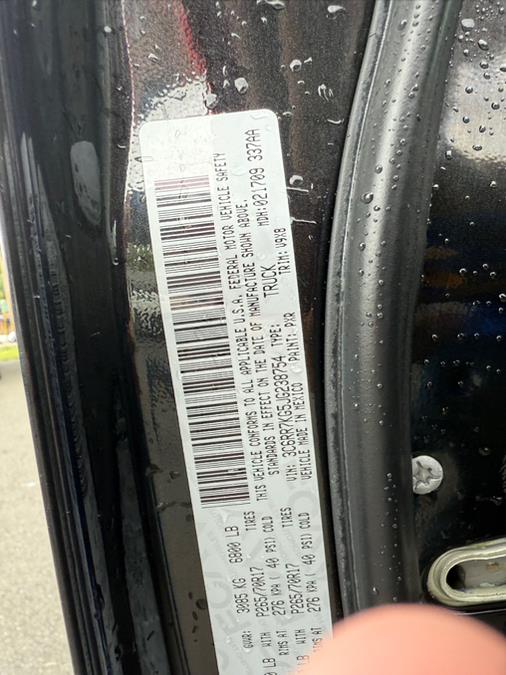 GVWR: 3085 KG 6800 LB
LB WITH TIRES
P265/70R17
RIMS AT
276 KPA ( 40 PSI) COLD
LB WITH TIRES
P265/70R17
RIMS AT
276 KPA ( 40 PSI) COLD
THIS VEHICLE CONFORMS TO ALL APPLICABLE U.S.A. FEDERAL MOTOR VEHICLE SAFETY
STANDARDS IN EFFECT ON THE DATE OF MANUFACTURE SHOWN ABOVE.
VIN: 3C6RR7KG5JG238754 TYPE: TRUCK MDH:021709 337AA
VEHICLE MADE IN MEXICO PAINT: PXR TRIM: V9X8